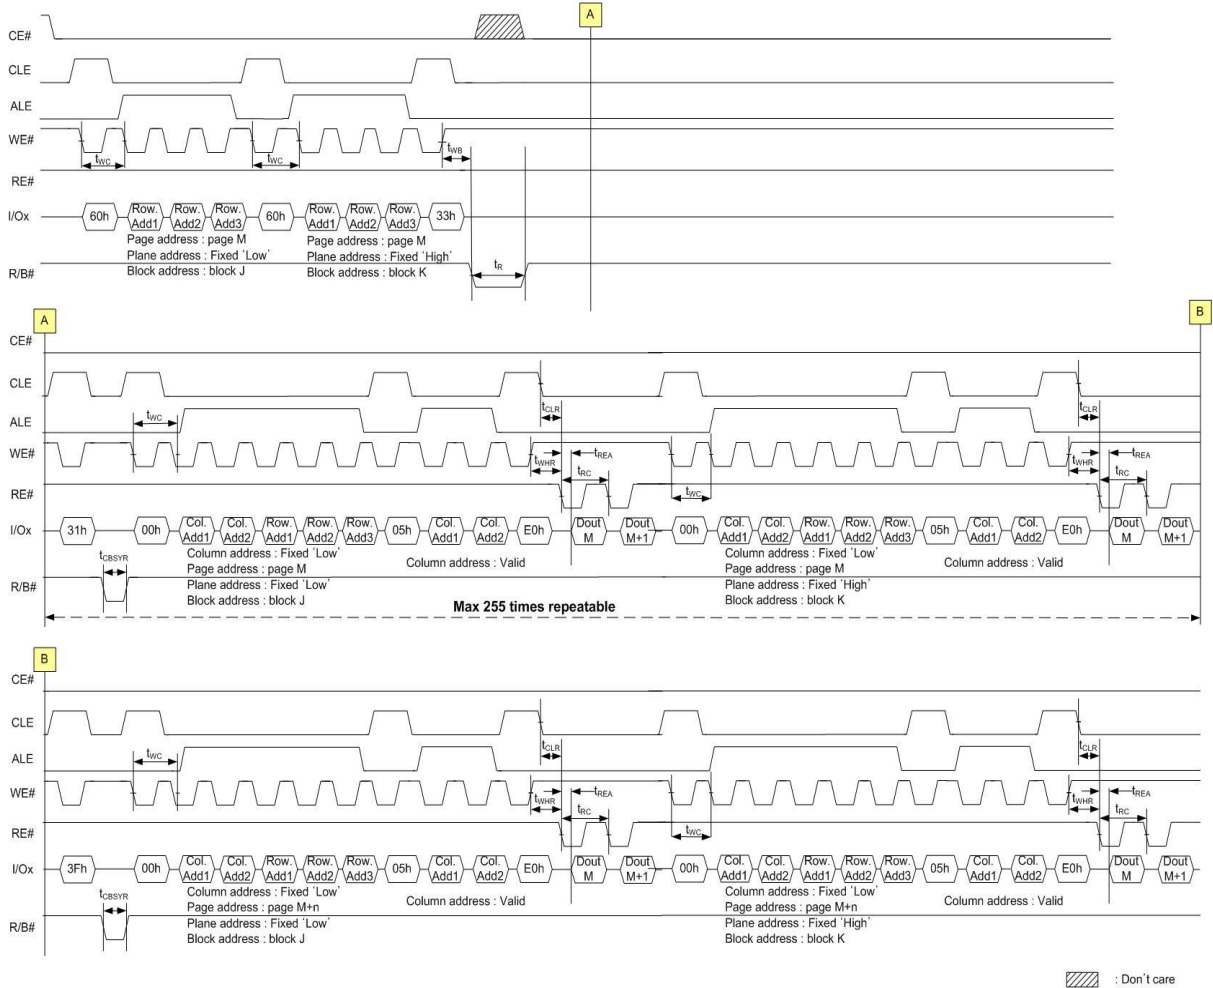 A
CE#
CLE
ALE
WE#
tWC
tWC
tWB
RE#
I/Ox
60h Row. Add1 Row. Add2 Row. Add3 60h Row. Add1 Row. Add2 Row. Add3 33h
Page address : page M
Plane address : Fixed 'Low'
Block address : block J
Page address : page M
Plane address : Fixed 'High'
Block address : block K
R/B#
tR
A
B
CE#
CLE
tCLR
tCLR
ALE
tWC
WE#
tWHR
tREA
tRC
tWC
tWHR
tREA
tRC
RE#
I/Ox
31h 00h Col. Add1 Col. Add2 Row. Add1 Row. Add2 Row. Add3 05h Col. Add1 Col. Add2 E0h Dout M Dout M+1 00h Col. Add1 Col. Add2 Row. Add1 Row. Add2 Row. Add3 05h Col. Add1 Col. Add2 E0h Dout M Dout M+1
tCBSYR
Column address : Fixed 'Low'
Page address : page M
Plane address : Fixed 'Low'
Block address : block J
Column address : Valid
Column address : Fixed 'Low'
Page address : page M
Plane address : Fixed 'High'
Block address : block K
Column address : Valid
R/B#
Max 255 times repeatable
B
CE#
CLE
tCLR
tCLR
ALE
tWC
WE#
tWHR
tREA
tRC
tWC
tWHR
tREA
tRC
RE#
I/Ox
3Fh 00h Col. Add1 Col. Add2 Row. Add1 Row. Add2 Row. Add3 05h Col. Add1 Col. Add2 E0h Dout M Dout M+1 00h Col. Add1 Col. Add2 Row. Add1 Row. Add2 Row. Add3 05h Col. Add1 Col. Add2 E0h Dout M Dout M+1
tCBSYR
Column address : Fixed 'Low'
Page address : page M+n
Plane address : Fixed 'Low'
Block address : block J
Column address : Valid
Column address : Fixed 'Low'
Page address : page M+n
Plane address : Fixed 'High'
Block address : block K
Column address : Valid
R/B#
: Don't care